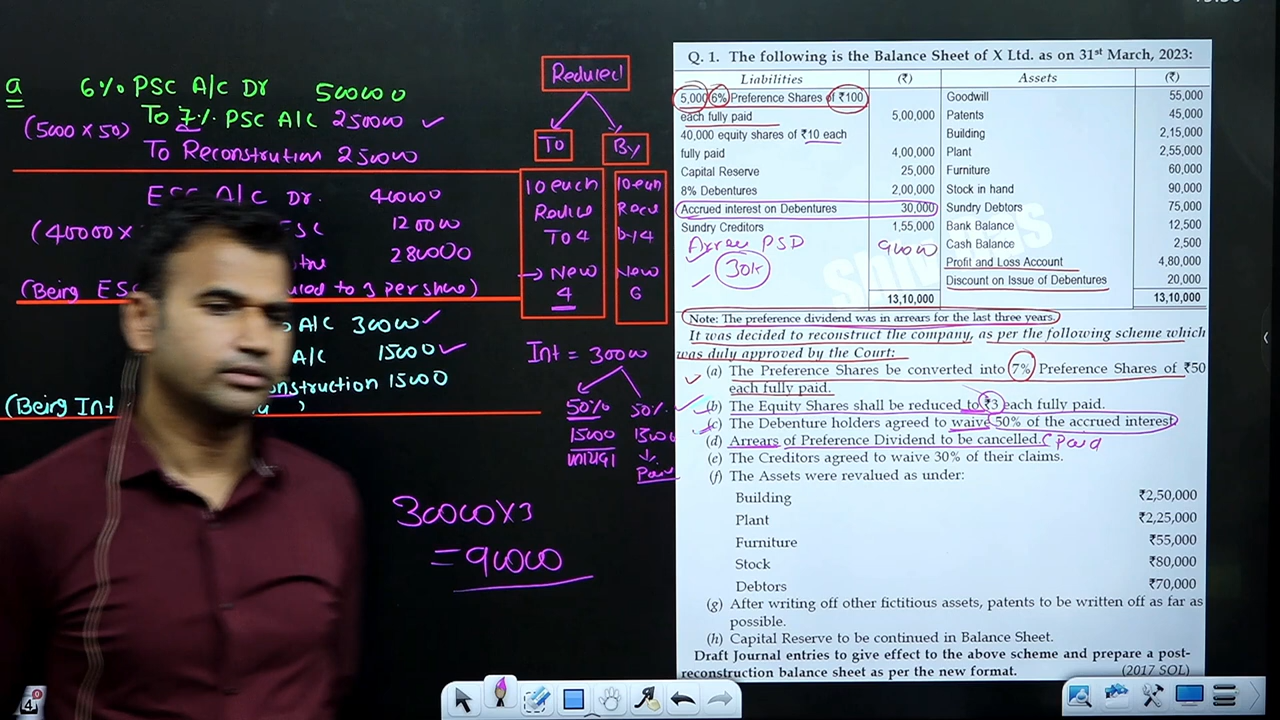 a 6% PSC A/C Dr 500000
To 7% PSC A/C 250000
(5000 x 50)
To Reconstrution 250000
ESC A/C Dr. 400000
(40000 x SC 120000
280000
(Being ES to 3 per share)
A/C 30000
A/C 15000
onstruction 15000
(Being Int
Reduced
To By
10 each
Reduce
To 4
New
4
10 each
Redu
by 4
New
6
Int = 30000
50% 50%
15000 15000
Paid
30000 x 3
= 90000
Q. 1. The following is the Balance Sheet of X Ltd. as on 31st March, 2023:
Liabilities (₹) Assets (₹)
5,000 6% Preference Shares of ₹100 Goodwill 55,000
each fully paid 5,00,000 Patents 45,000
40,000 equity shares of ₹10 each Building 2,15,000
fully paid 4,00,000 Plant 2,55,000
Capital Reserve 25,000 Furniture 60,000
8% Debentures 2,00,000 Stock in hand 90,000
Accrued interest on Debentures 30,000 Sundry Debtors 75,000
Sundry Creditors 1,55,000 Bank Balance 12,500
Arrear PSD 90000 Cash Balance 2,500
30k Profit and Loss Account 4,80,000
Discount on Issue of Debentures 20,000
13,10,000 13,10,000
Note: The preference dividend was in arrears for the last three years.
It was decided to reconstruct the company, as per the following scheme which
was duly approved by the Court:
(a) The Preference Shares be converted into 7% Preference Shares of ₹50
each fully paid.
(b) The Equity Shares shall be reduced to ₹3 each fully paid.
(c) The Debenture holders agreed to waive 50% of the accrued interest.
(d) Arrears of Preference Dividend to be cancelled. (Paid
(e) The Creditors agreed to waive 30% of their claims.
(f) The Assets were revalued as under:
Building ₹2,50,000
Plant ₹2,25,000
Furniture ₹55,000
Stock ₹80,000
Debtors ₹70,000
(g) After writing off other fictitious assets, patents to be written off as far as
possible.
(h) Capital Reserve to be continued in Balance Sheet.
Draft Journal entries to give effect to the above scheme and prepare a post-
reconstruction balance sheet as per the new format. (2017 SOL)